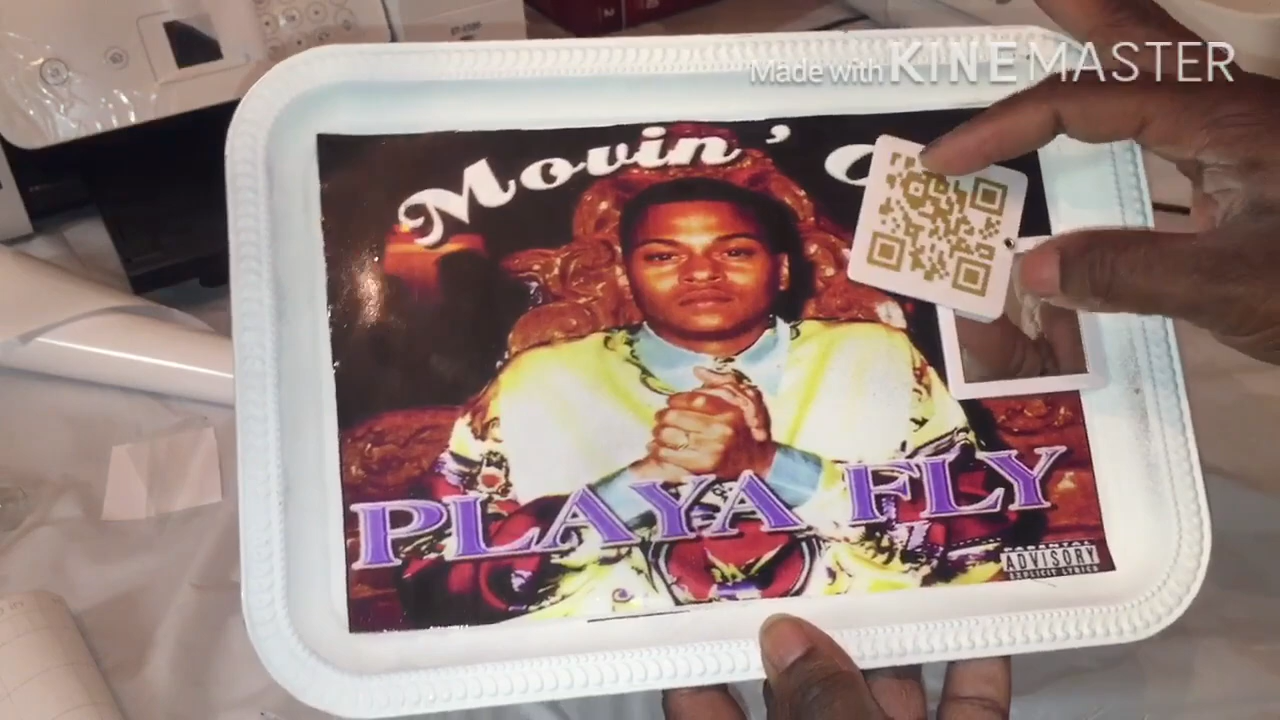 Made with KINEMASTER
Movin'
PLAYA FLY
PARENTAL
ADVISORY
EXPLICIT LYRICS